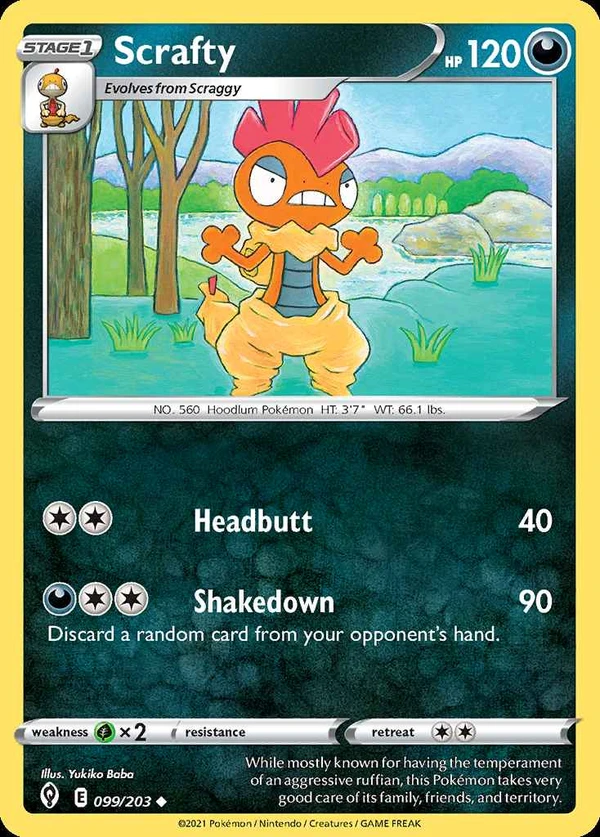 STAGE1
Scrafty
HP 120
Evolves from Scraggy
NO. 560 Hoodlum Pokémon HT: 3'7" WT: 66.1 lbs.
Headbutt 40
Shakedown 90
Discard a random card from your opponent's hand.
weakness ×2 resistance retreat
Illus. Yukiko Baba
While mostly known for having the temperament
of an aggressive ruffian, this Pokémon takes very
good care of its family, friends, and territory.
E 099/203
©2021 Pokémon / Nintendo / Creatures / GAME FREAK